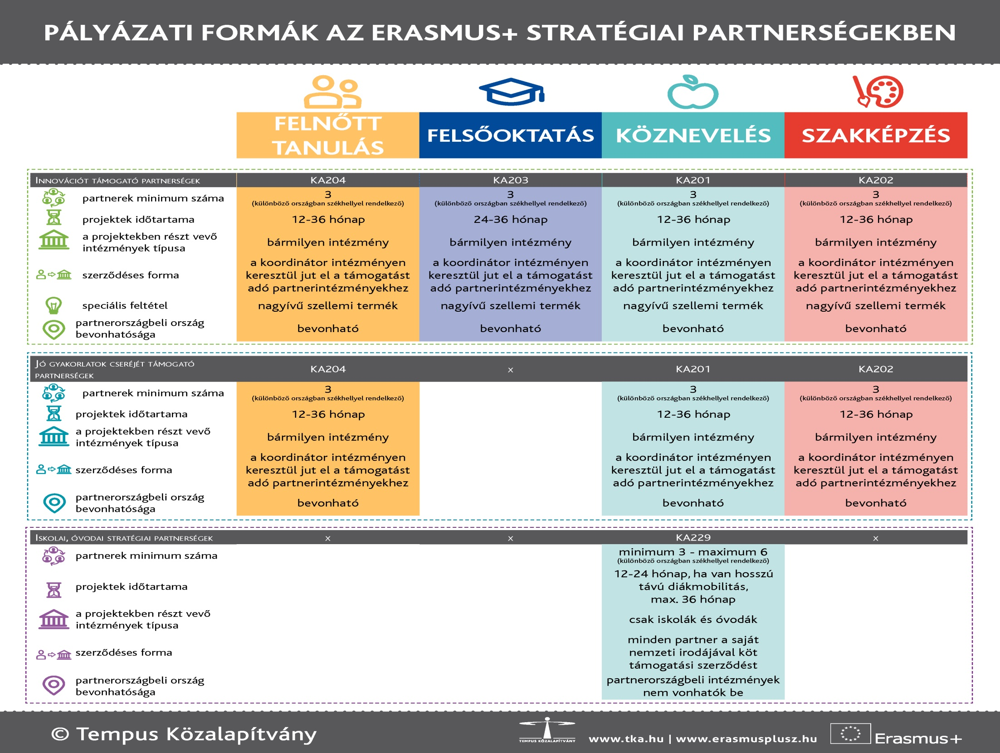 PÁLYÁZATI FORMÁK AZ ERASMUS+ STRATÉGIAI PARTNERSÉGEKBEN
FELNŐTT
TANULÁS
FELSŐOKTATÁS
KÖZNEVELÉS
SZAKKÉPZÉS
INNOVÁCIÓT TÁMOGATÓ PARTNERSÉGEK KA204 KA203 KA201 KA202
partnerek minimum száma 3 3 3 3
(különböző országban székhellyel rendelkező) (különböző országban székhellyel rendelkező) (különböző országban székhellyel rendelkező) (különböző országban székhellyel rendelkező)
projektek időtartama 12-36 hónap 24-36 hónap 12-36 hónap 12-36 hónap
a projektekben részt vevő
intézmények típusa bármilyen intézmény bármilyen intézmény bármilyen intézmény bármilyen intézmény
a koordinátor intézményen a koordinátor intézményen a koordinátor intézményen a koordinátor intézményen
szerződéses forma keresztül jut el a támogatást keresztül jut el a támogatást keresztül jut el a támogatást keresztül jut el a támogatást
adó partnerintézményekhez adó partnerintézményekhez adó partnerintézményekhez adó partnerintézményekhez
speciális feltétel nagyívű szellemi termék nagyívű szellemi termék nagyívű szellemi termék nagyívű szellemi termék
partnerországbeli ország
bevonhatósága bevonható bevonható bevonható bevonható
JÓ GYAKORLATOK CSERÉJÉT TÁMOGATÓ
PARTNERSÉGEK KA204 x KA201 KA202
partnerek minimum száma 3 3 3
(különböző országban székhellyel rendelkező) (különböző országban székhellyel rendelkező) (különböző országban székhellyel rendelkező)
projektek időtartama 12-36 hónap 12-36 hónap 12-36 hónap
a projektekben részt vevő
intézmények típusa bármilyen intézmény bármilyen intézmény bármilyen intézmény
a koordinátor intézményen a koordinátor intézményen a koordinátor intézményen
szerződéses forma keresztül jut el a támogatást keresztül jut el a támogatást keresztül jut el a támogatást
adó partnerintézményekhez adó partnerintézményekhez adó partnerintézményekhez
partnerországbeli ország
bevonhatósága bevonható bevonható bevonható
ISKOLAI, ÓVODAI STRATÉGIAI PARTNERSÉGEK x x KA229 x
partnerek minimum száma minimum 3 - maximum 6
(különböző országban székhellyel rendelkező)
12-24 hónap, ha van hosszú
projektek időtartama távú diákmobilitás,
max. 36 hónap
a projektekben részt vevő
intézmények típusa csak iskolák és óvodák
minden partner a saját
szerződéses forma nemzeti irodájával köt
támogatási szerződést
partnerországbeli ország partnerországbeli intézmények
bevonhatósága nem vonhatók be
© Tempus Közalapítvány
TEMPUS KÖZALAPÍTVÁNY
www.tka.hu | www.erasmusplusz.hu
Erasmus+